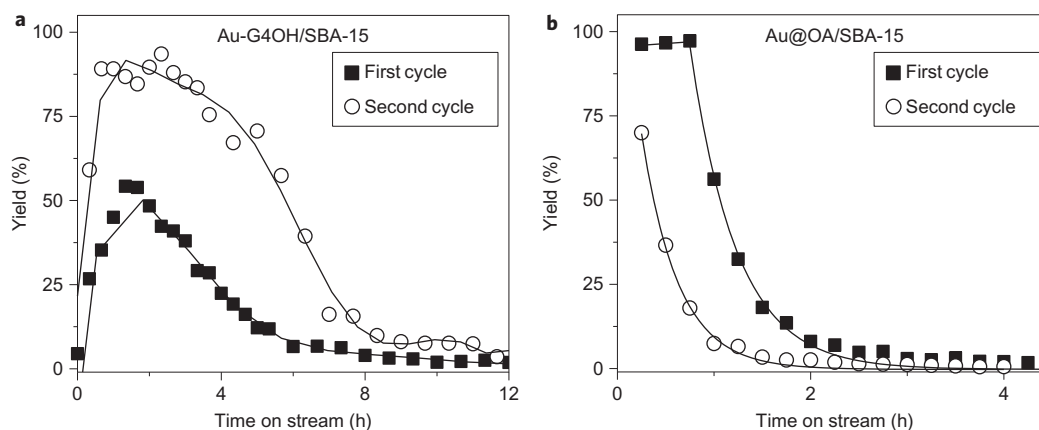 a
Au-G4OH/SBA-15
First cycle
Second cycle
100
75
50
25
0
Yield (%)
0 4 8 12
Time on stream (h)
b
Au@OA/SBA-15
First cycle
Second cycle
100
75
50
25
0
Yield (%)
0 2 4
Time on stream (h)